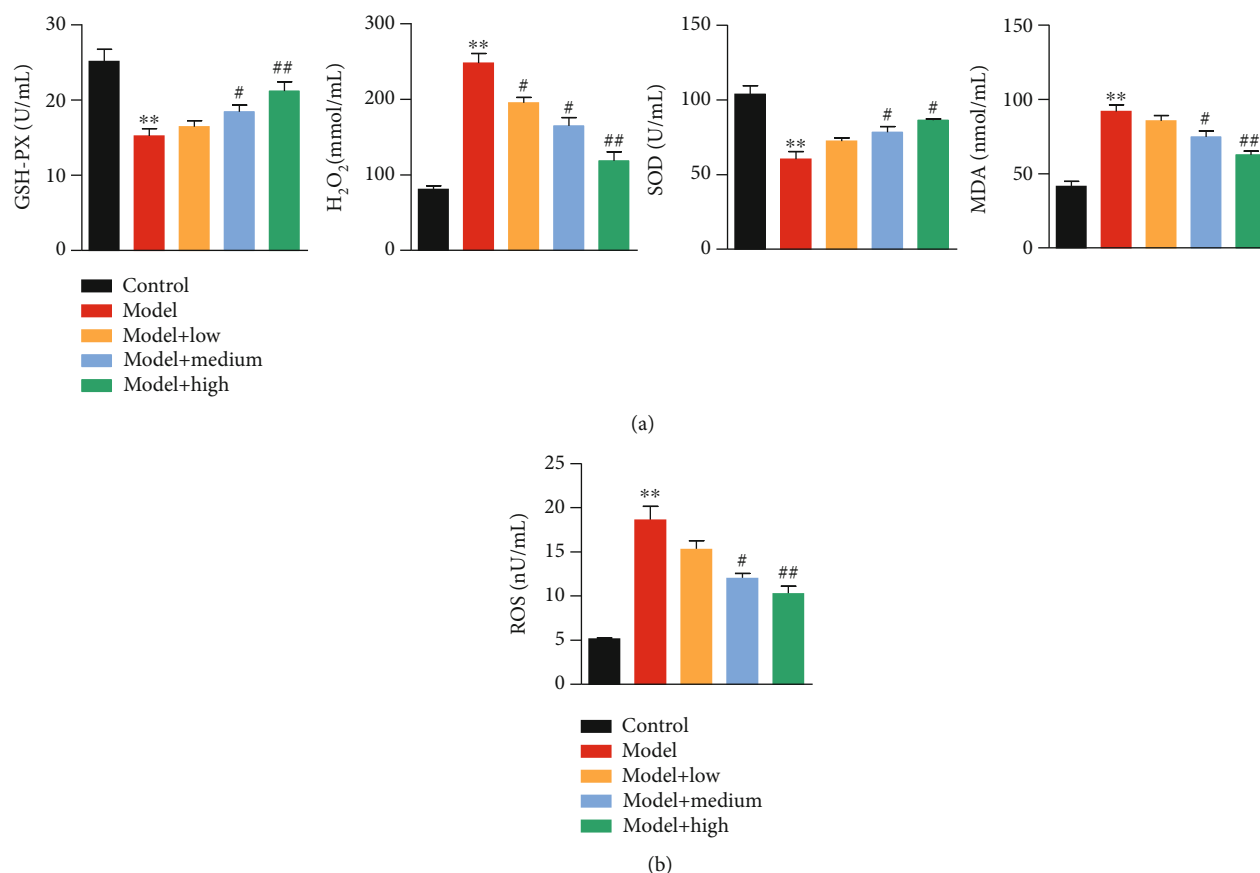 GSH-PX (U/mL)
30
20
10
0
**
#
##
H₂O₂(nmol/mL)
300
200
100
0
**
#
#
##
SOD (U/mL)
150
100
50
0
**
#
#
MDA (nmol/mL)
150
100
50
0
**
#
##
Control
Model
Model+low
Model+medium
Model+high
(a)
ROS (nU/mL)
25
20
15
10
5
0
**
#
##
Control
Model
Model+low
Model+medium
Model+high
(b)